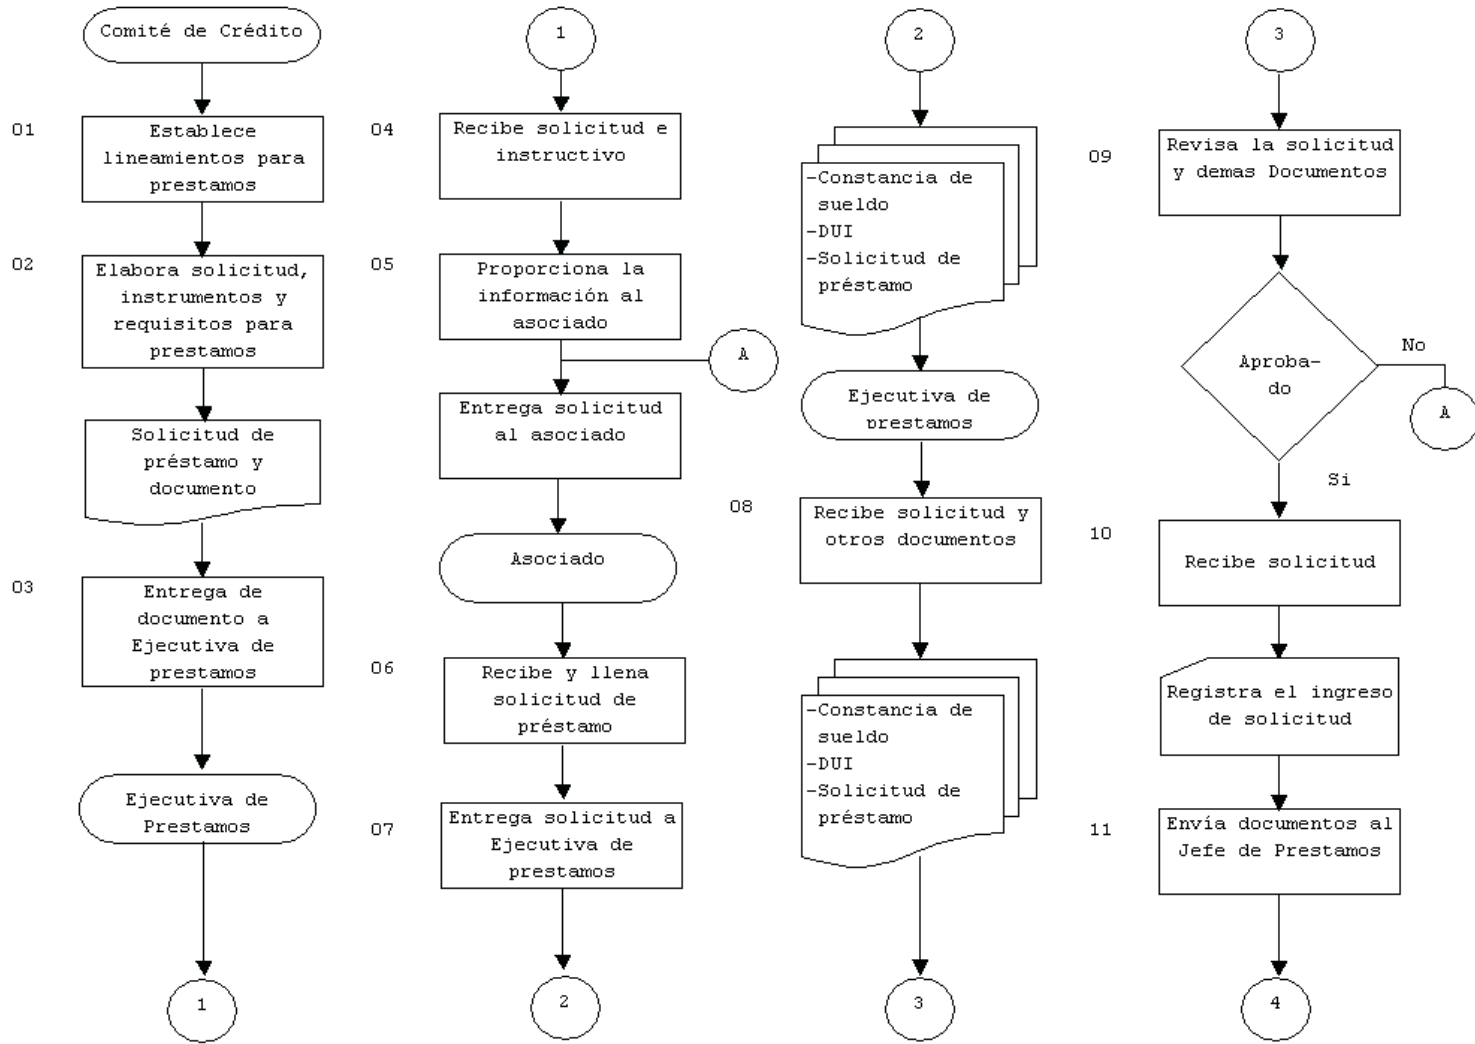 Comité de Crédito
01
Establece
lineamientos para
prestamos
02
Elabora solicitud,
instrumentos y
requisitos para
prestamos
Solicitud de
préstamo y
documento
03
Entrega de
documento a
Ejecutiva de
prestamos
Ejecutiva de
Prestamos
1
1
04
Recibe solicitud e
instructivo
05
Proporciona la
información al
asociado
A
Entrega solicitud
al asociado
Asociado
06
Recibe y llena
solicitud de
préstamo
07
Entrega solicitud a
Ejecutiva de
prestamos
2
2
-Constancia de
sueldo
-DUI
-Solicitud de
préstamo
Ejecutiva de
prestamos
08
Recibe solicitud y
otros documentos
-Constancia de
sueldo
-DUI
-Solicitud de
préstamo
3
3
09
Revisa la solicitud
y demas Documentos
Aproba-
do
No
A
Si
10
Recibe solicitud
Registra el ingreso
de solicitud
11
Envía documentos al
Jefe de Prestamos
4